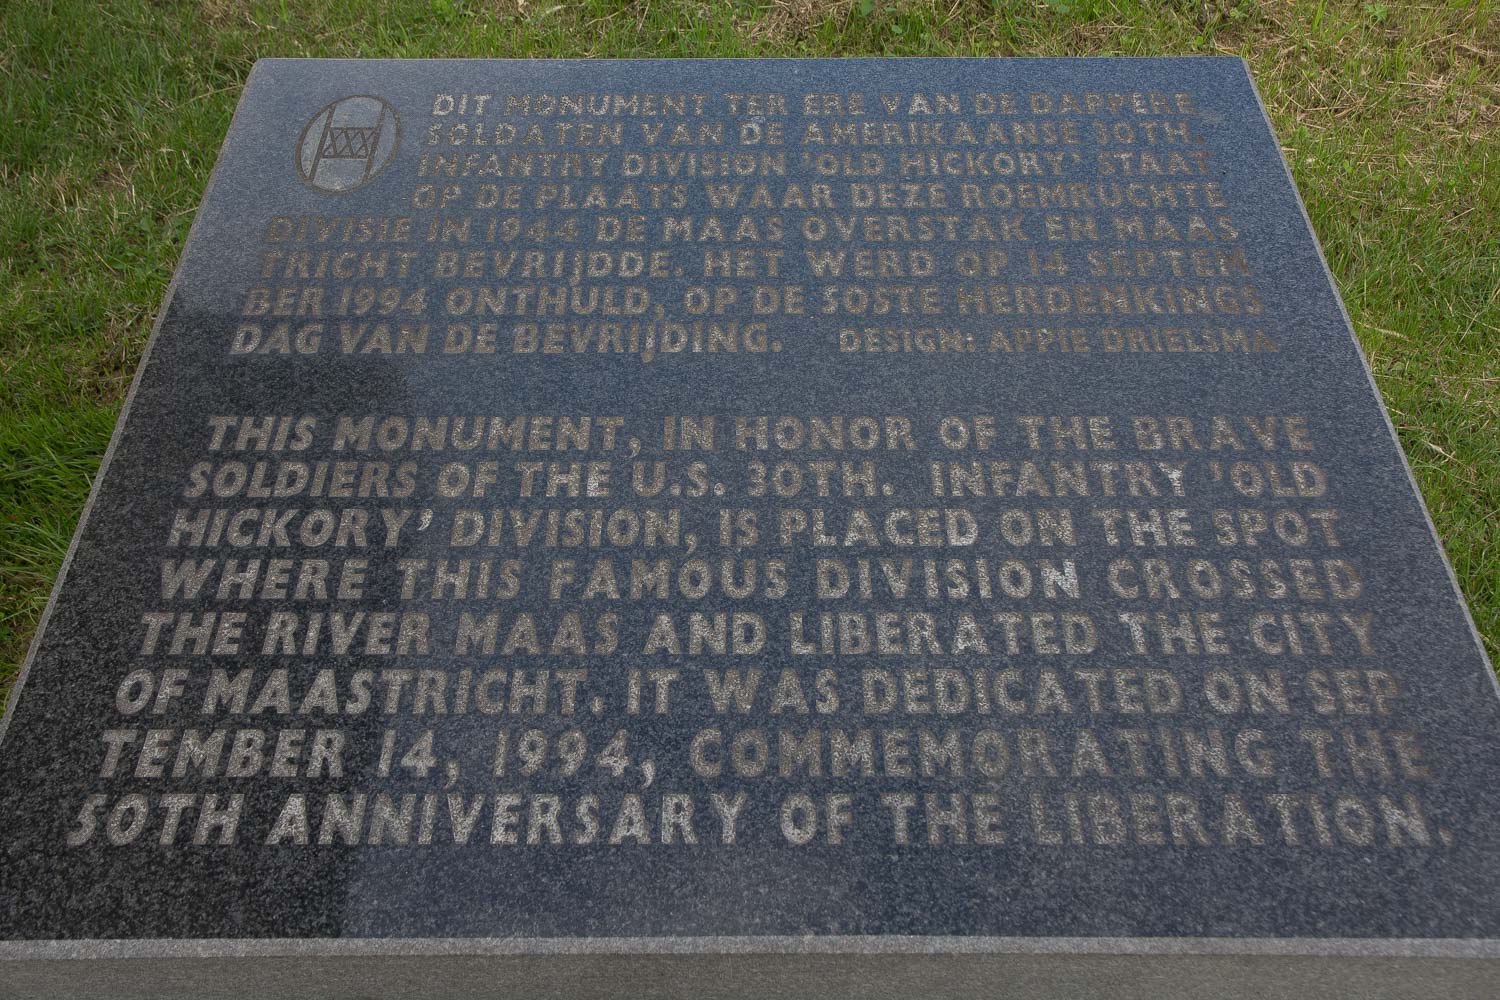 XXX
DIT MONUMENT TER ERE VAN DE DAPPERE
SOLDATEN VAN DE AMERIKAANSE 30TH.
INFANTRY DIVISION 'OLD HICKORY' STAAT
OP DE PLAATS WAAR DEZE ROEMRUCHTE
DIVISIE IN 1944 DE MAAS OVERSTAK EN MAAS
TRICHT BEVRIJDDE. HET WERD OP 14 SEPTEM
BER 1994 ONTHULD, OP DE 50STE HERDENKINGS
DAG VAN DE BEVRIJDING. DESIGN: APPIE DRIELSMA
THIS MONUMENT, IN HONOR OF THE BRAVE
SOLDIERS OF THE U.S. 30TH. INFANTRY 'OLD
HICKORY' DIVISION, IS PLACED ON THE SPOT
WHERE THIS FAMOUS DIVISION CROSSED
THE RIVER MAAS AND LIBERATED THE CITY
OF MAASTRICHT. IT WAS DEDICATED ON SEP
TEMBER 14, 1994, COMMEMORATING THE
50TH ANNIVERSARY OF THE LIBERATION.